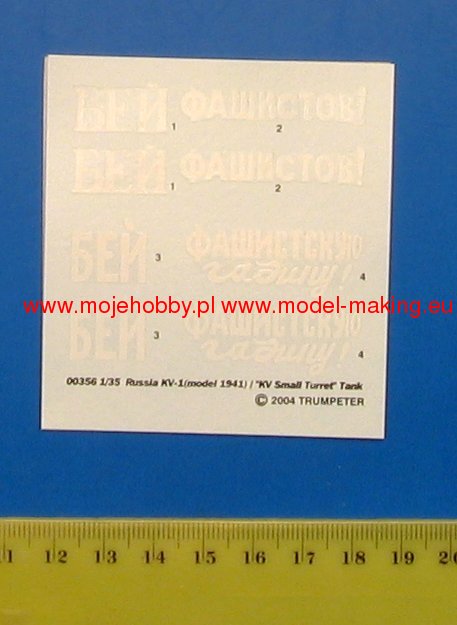 БЕЙ ФАШИСТОВ!
1 2
БЕЙ ФАШИСТОВ!
1 2
БЕЙ 3 ФАШИСТСКУЮ
гадину! 4
www.mojehobby.pl www.model-making.eu
БЕЙ 3 ФАШИСТСКУЮ
гадину! 4
00356 1/35 Russia KV-1(model 1941) / "KV Small Turret" Tank
© 2004 TRUMPETER
11 12 13 14 15 16 17 18 19 20